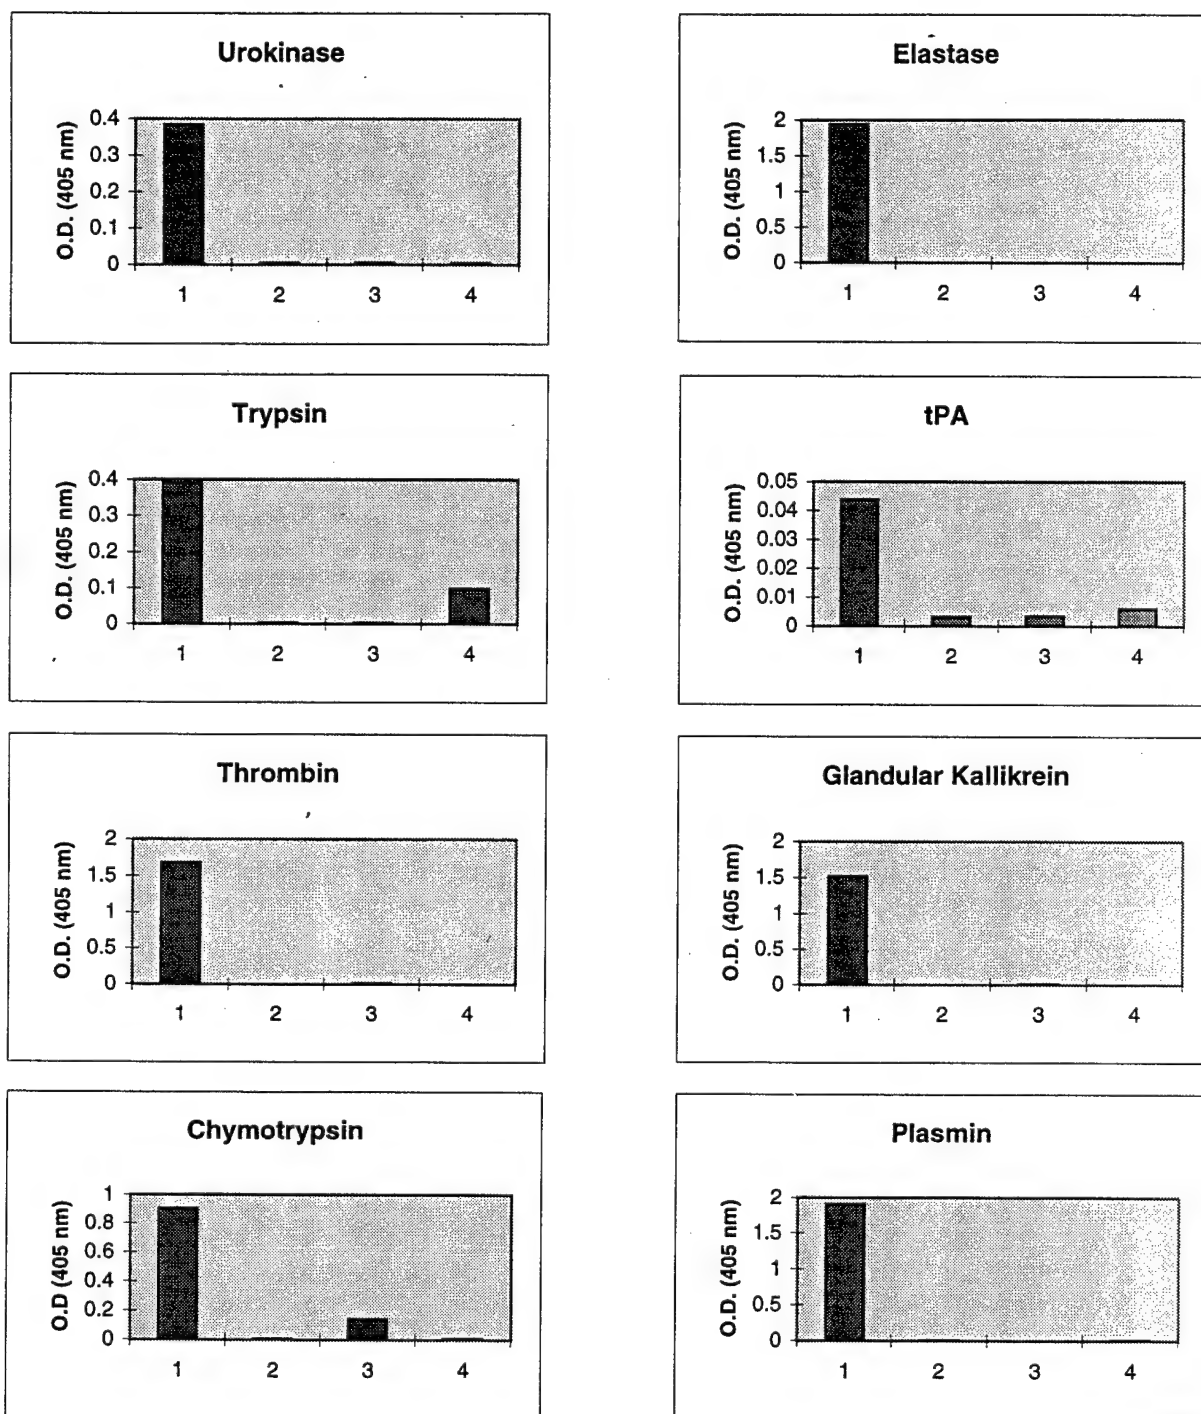 Urokinase
O.D. (405 nm)
0.4
0.3
0.2
0.1
0
1 2 3 4
Elastase
O.D. (405 nm)
2
1.5
1
0.5
0
1 2 3 4
Trypsin
O.D. (405 nm)
0.4
0.3
0.2
0.1
0
1 2 3 4
tPA
O.D. (405 nm)
0.05
0.04
0.03
0.02
0.01
0
1 2 3 4
Thrombin
O.D. (405 nm)
2
1.5
1
0.5
0
1 2 3 4
Glandular Kallikrein
O.D. (405 nm)
2
1.5
1
0.5
0
1 2 3 4
Chymotrypsin
O.D (405 nm)
1
0.8
0.6
0.4
0.2
0
1 2 3 4
Plasmin
O.D. (405 nm)
2
1.5
1
0.5
0
1 2 3 4